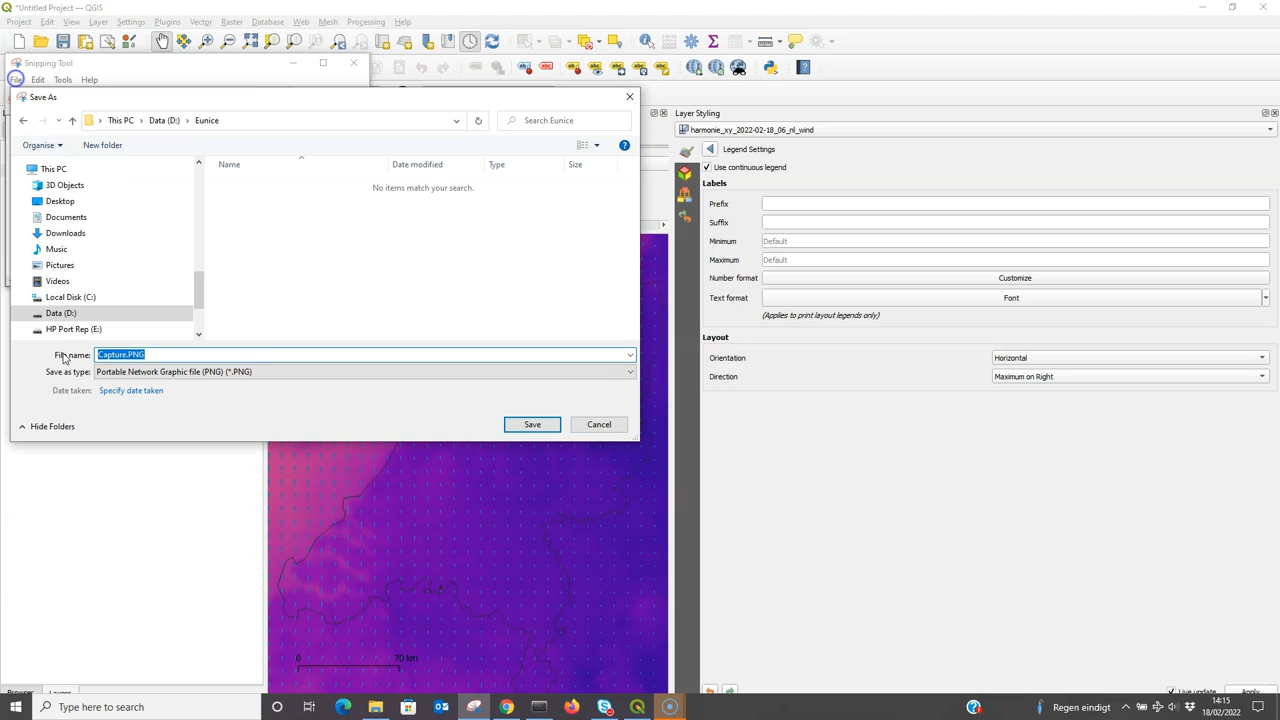 *Untitled Project — QGIS
Project Edit View Layer Settings Plugins Vector Raster Database Web Mesh Processing Help
Snipping Tool
File Edit Tools Help
Save As
This PC > Data (D:) > Eunice
Search Eunice
Organise New folder
Name Date modified Type Size
No items match your search.
This PC
3D Objects
Desktop
Documents
Downloads
Music
Pictures
Videos
Local Disk (C:)
Data (D:)
HP Port Rep (E:)
File name: Capture.PNG
Save as type: Portable Network Graphic file (PNG) (*.PNG)
Date taken: Specify date taken
Hide Folders
Save Cancel
Layer Styling
harmonie_xy_2022-02-18_06_nl_wind
Legend Settings
Use continuous legend
Labels
Prefix
Suffix
Minimum Default
Maximum Default
Number format Customize
Text format Font
(Applies to print layout legends only)
Layout
Orientation Horizontal
Direction Maximum on Right
0 70 km
Browser Layers
Live update Apply
Type here to search
Regen eindi
14:15
18/02/2022